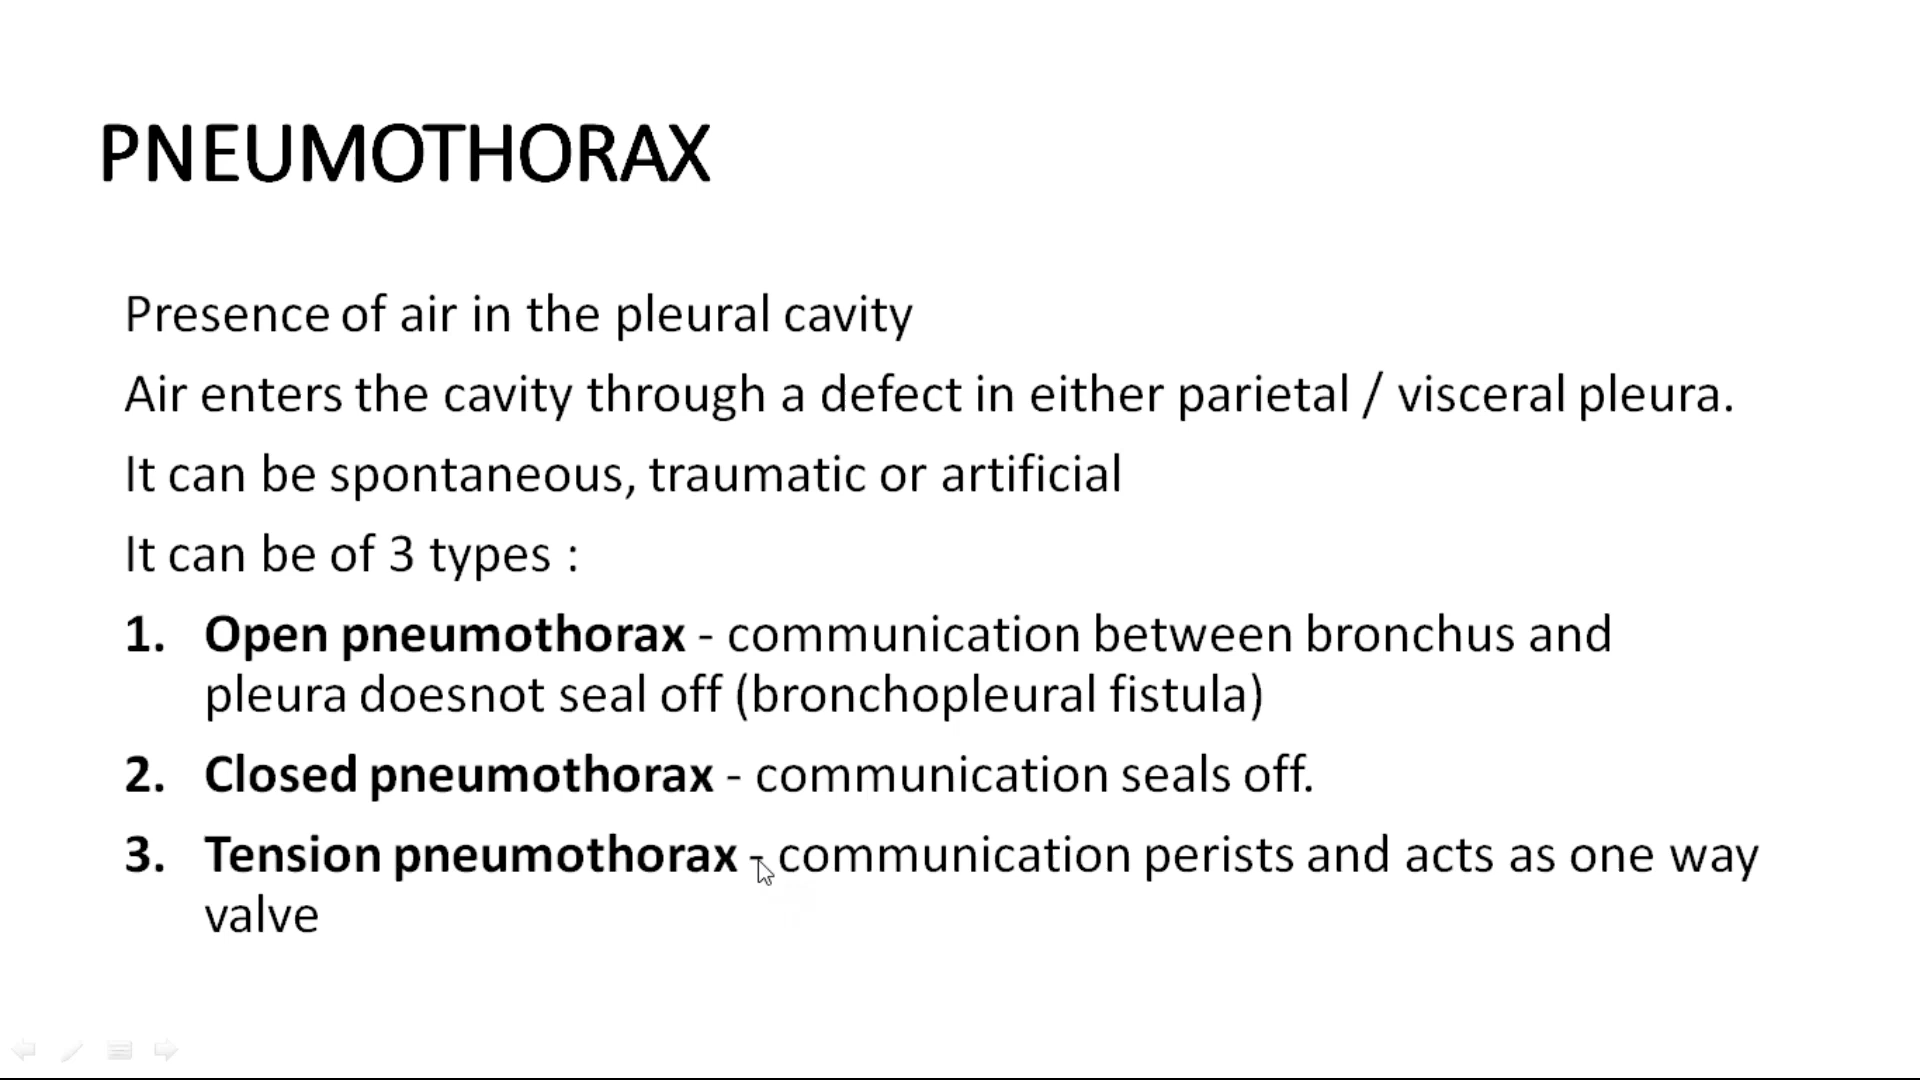 PNEUMOTHORAX
Presence of air in the pleural cavity
Air enters the cavity through a defect in either parietal / visceral pleura.
It can be spontaneous, traumatic or artificial
It can be of 3 types :
1. Open pneumothorax - communication between bronchus and
pleura doesnot seal off (bronchopleural fistula)
2. Closed pneumothorax - communication seals off.
3. Tension pneumothorax - communication perists and acts as one way
valve